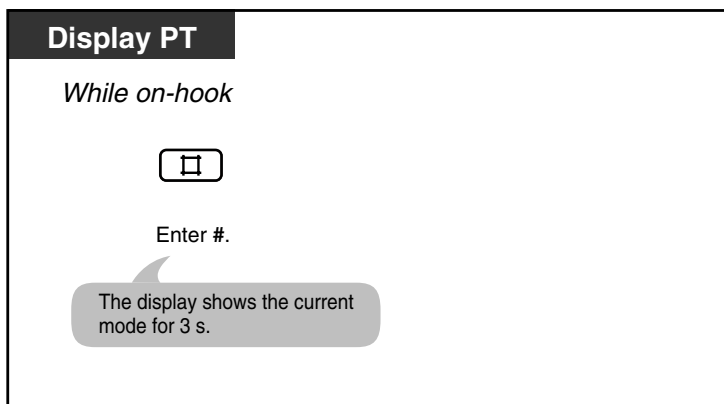 Display PT
While on-hook
#
Enter #.
The display shows the current
mode for 3 s.